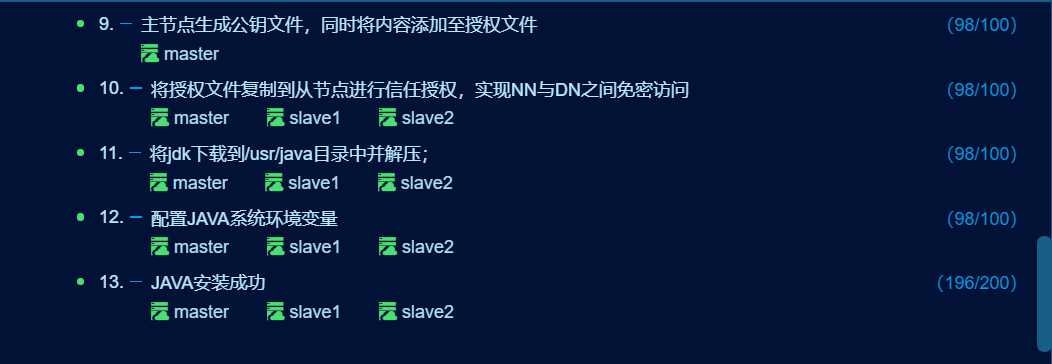 9. 主节点生成公钥文件，同时将内容添加至授权文件 (98/100)
master
10. 将授权文件复制到从节点进行信任授权，实现NN与DN之间免密访问 (98/100)
master slave1 slave2
11. 将jdk下载到/usr/java目录中并解压; (98/100)
master slave1 slave2
12. 配置JAVA系统环境变量 (98/100)
master slave1 slave2
13. JAVA安装成功 (196/200)
master slave1 slave2